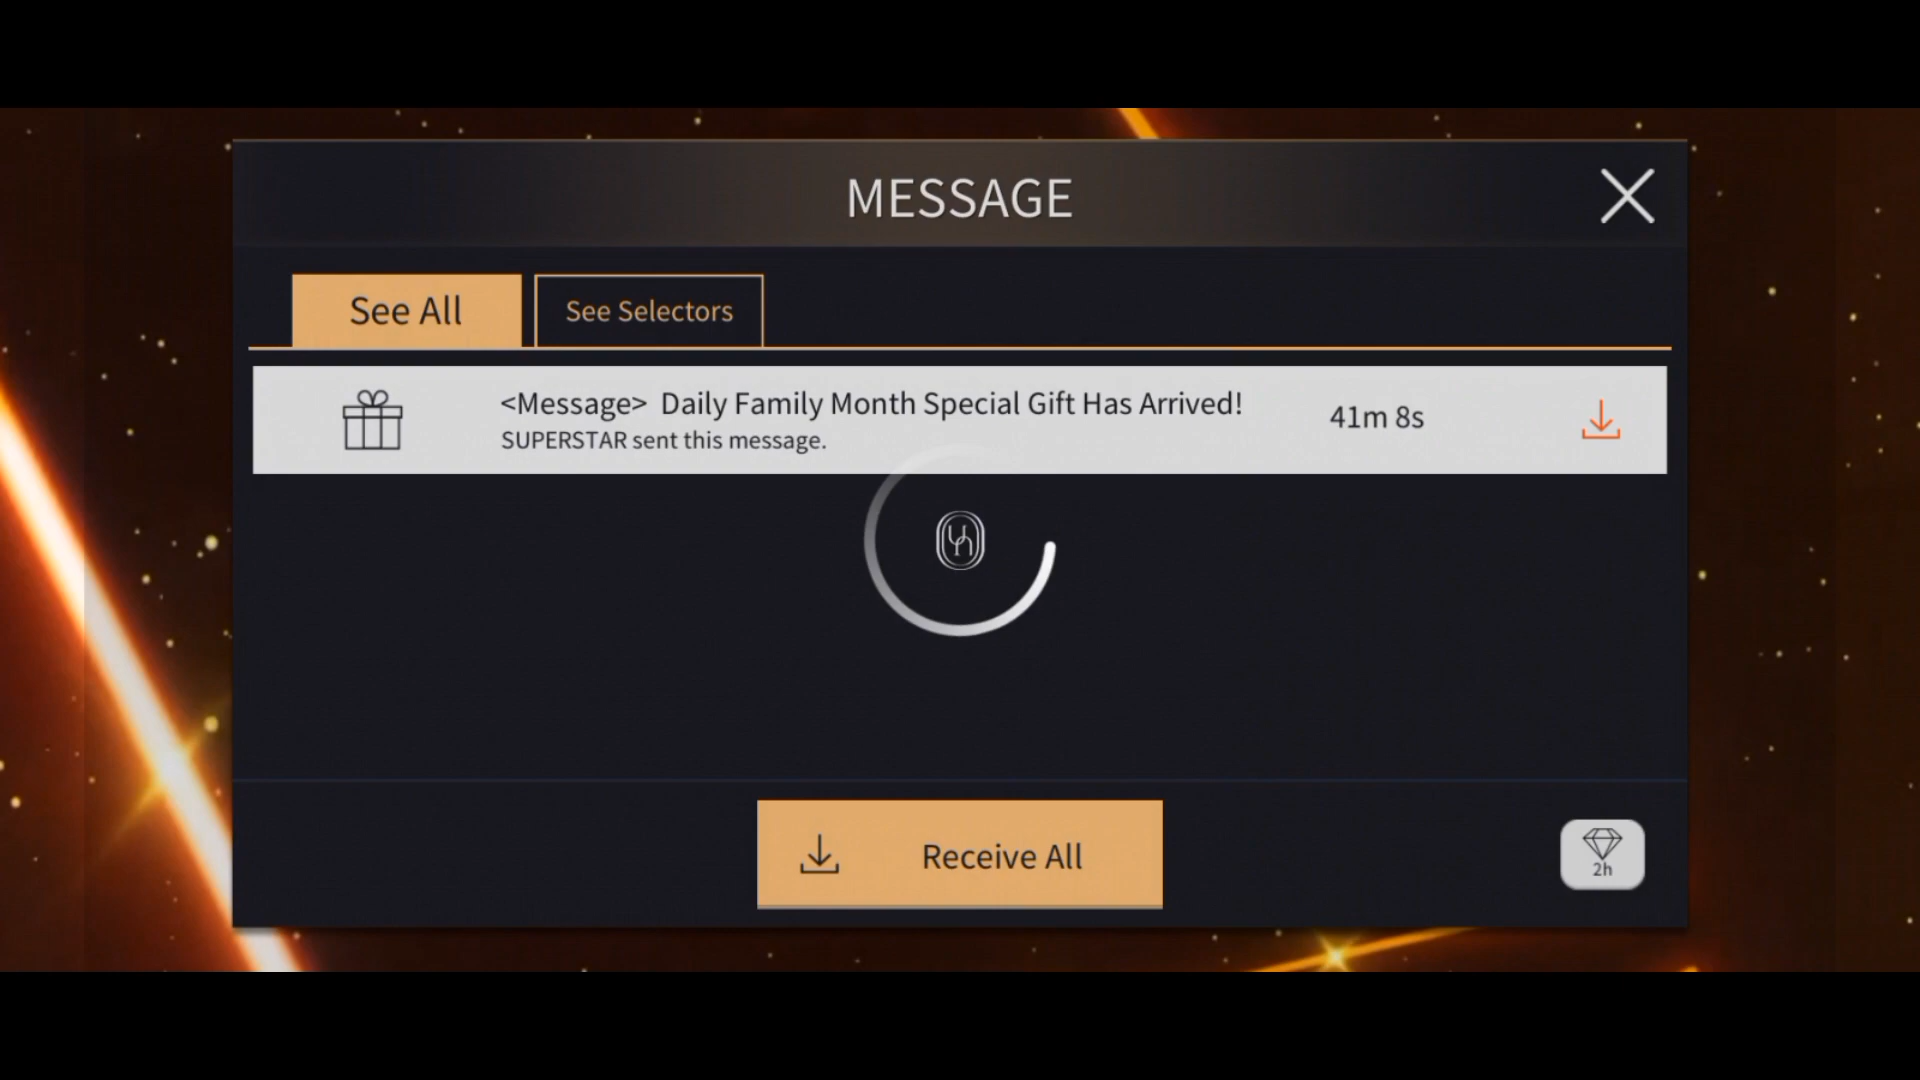 MESSAGE
See All
See Selectors
<Message> Daily Family Month Special Gift Has Arrived!
SUPERSTAR sent this message.
41m 8s
Receive All
2h